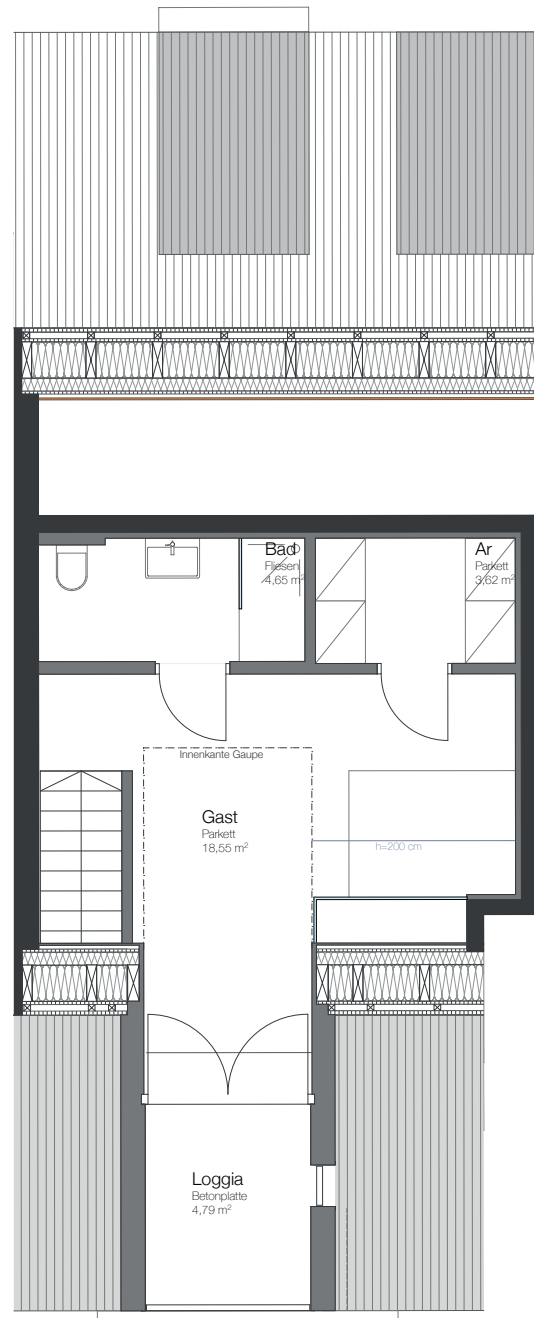 Bad
Fliesen
4,65 m²
Ar
Parkett
3,62 m²
Innenkante Gaupe
Gast
Parkett
18,55 m²
h=200 cm
Loggia
Betonplatte
4,79 m²